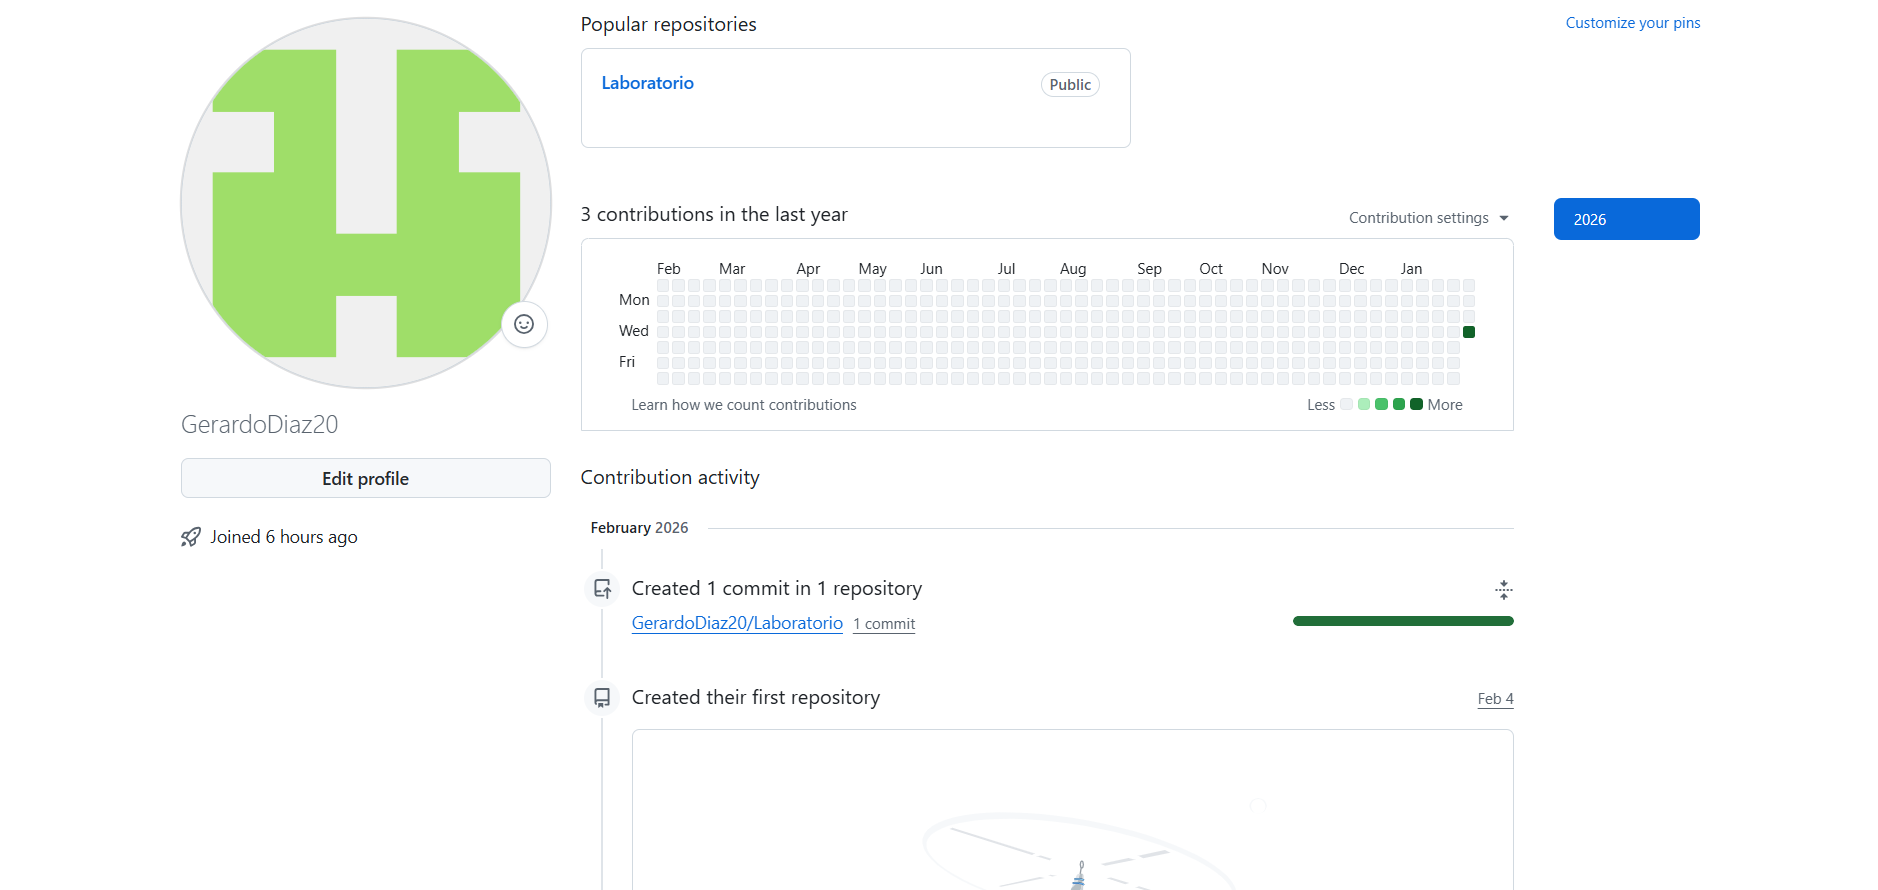 Popular repositories
Customize your pins
Laboratorio
Public
3 contributions in the last year
Contribution settings
2026
Feb Mar Apr May Jun Jul Aug Sep Oct Nov Dec Jan
Mon
Wed
Fri
Learn how we count contributions
Less
More
GerardoDiaz20
Edit profile
Joined 6 hours ago
Contribution activity
February 2026
Created 1 commit in 1 repository
GerardoDiaz20/Laboratorio 1 commit
Created their first repository
Feb 4